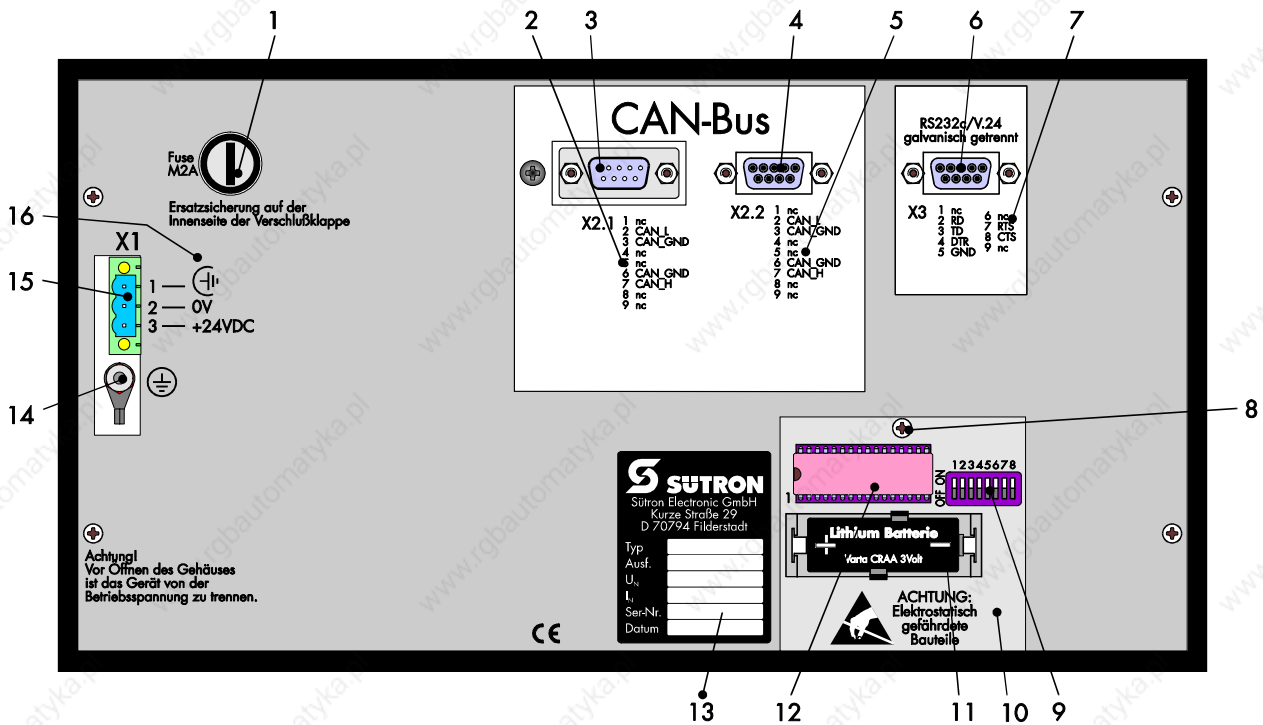 1
2
3
4
5
6
7
CAN-Bus
RS232c/V.24
galvanisch getrennt
Fuse
M2A
Ersatzsicherung auf der
Innenseite der Verschlußklappe
16
X1
15
1
2 0V
3 +24VDC
14
X2.1
1 nc
2 CAN_L
3 CAN_GND
4 nc
5 nc
6 CAN_GND
7 CAN_H
8 nc
9 nc
X2.2
1 nc
2 CAN_L
3 CAN_GND
4 nc
5 nc
6 CAN_GND
7 CAN_H
8 nc
9 nc
X3
1 nc
2 RD
3 TD
4 DTR
5 GND
6 nc
7 RTS
8 CTS
9 nc
8
12345678
OFF ON
1
SÜTRON
Sütron Electronic GmbH
Kurze Straße 29
D 70794 Filderstadt
Typ
Ausf.
UN
IN
Ser-Nr.
Datum
Lithium Batterie
+ −
Varta CRAA 3Volt
Achtung!
Vor Öffnen des Gehäuses
ist das Gerät von der
Betriebsspannung zu trennen.
CE
ACHTUNG:
Elektrostatisch
gefährdete
Bauteile
13
12
11
10
9
www.rgbautomatyka.pl